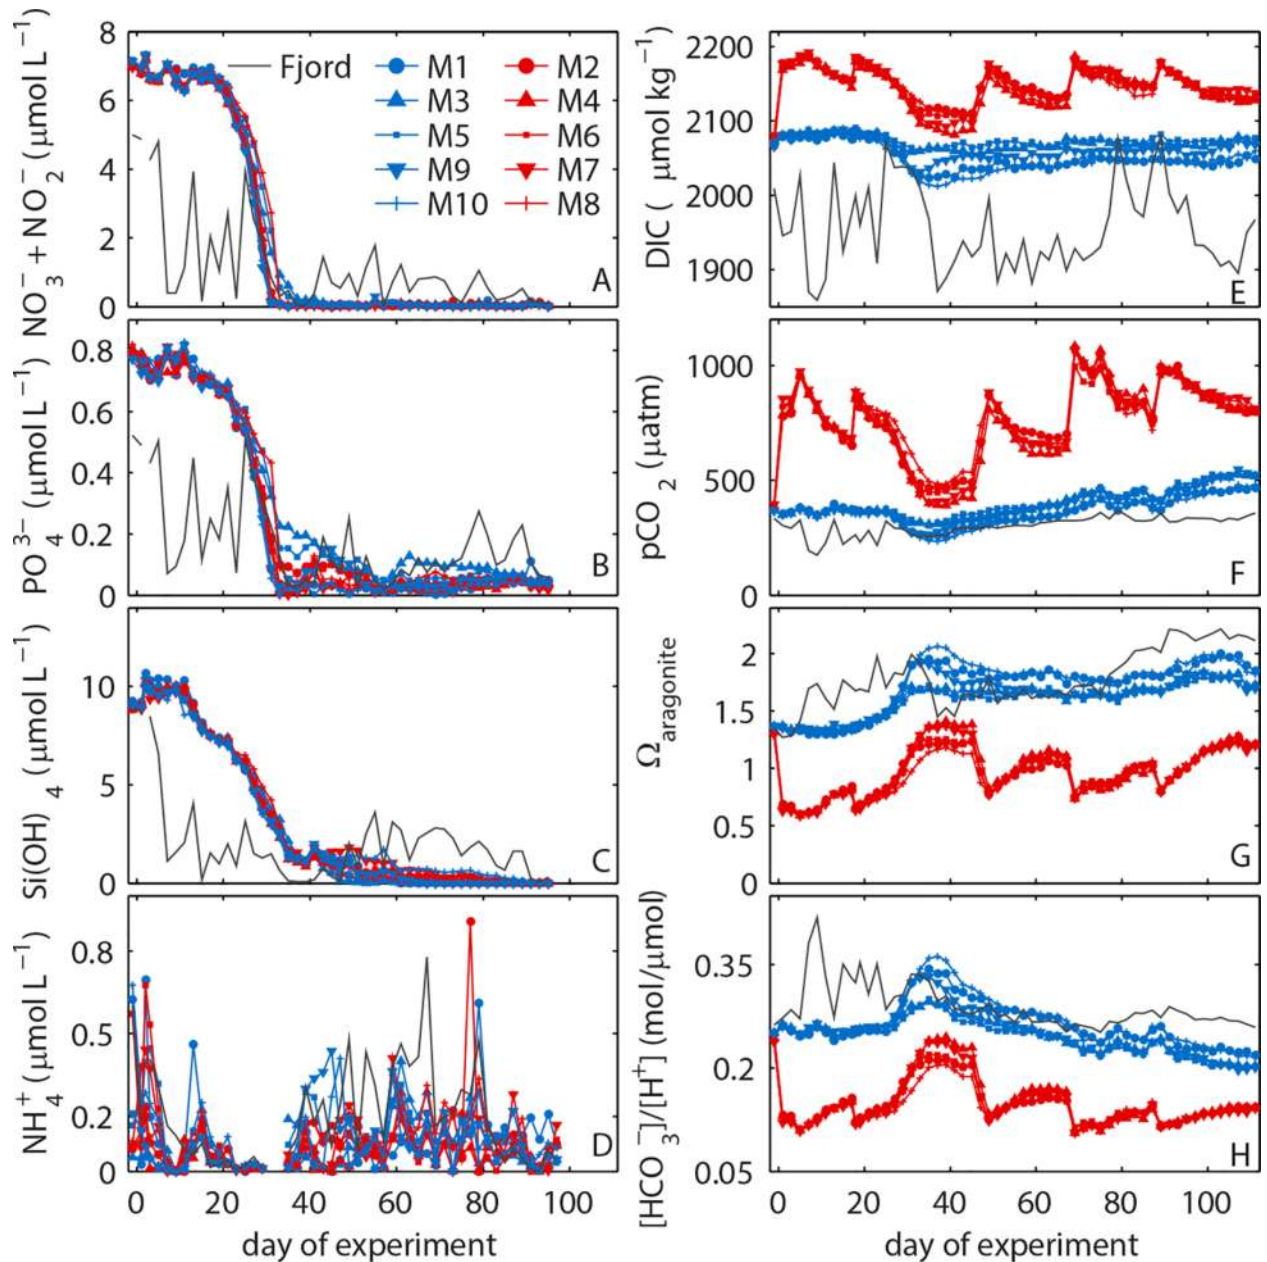 NO₃⁻ + NO₂⁻ (µmol L⁻¹)
8
6
4
2
0
Fjord
M1
M2
M3
M4
M5
M6
M9
M7
M10
M8
A
PO₄³⁻ (µmol L⁻¹)
0.8
0.6
0.4
0.2
0
B
Si(OH)₄ (µmol L⁻¹)
10
5
0
C
NH₄⁺ (µmol L⁻¹)
0.8
0.5
0.2
0
D
0
20
40
60
80
100
day of experiment
DIC ( µmol kg⁻¹)
2200
2100
2000
1900
E
pCO₂ (µatm)
1000
500
0
F
Ωaragonite
2
1.5
1
0.5
0
G
[HCO₃⁻]/[H⁺] (mol/µmol)
0.35
0.2
0.05
H
0
20
40
60
80
100
day of experiment